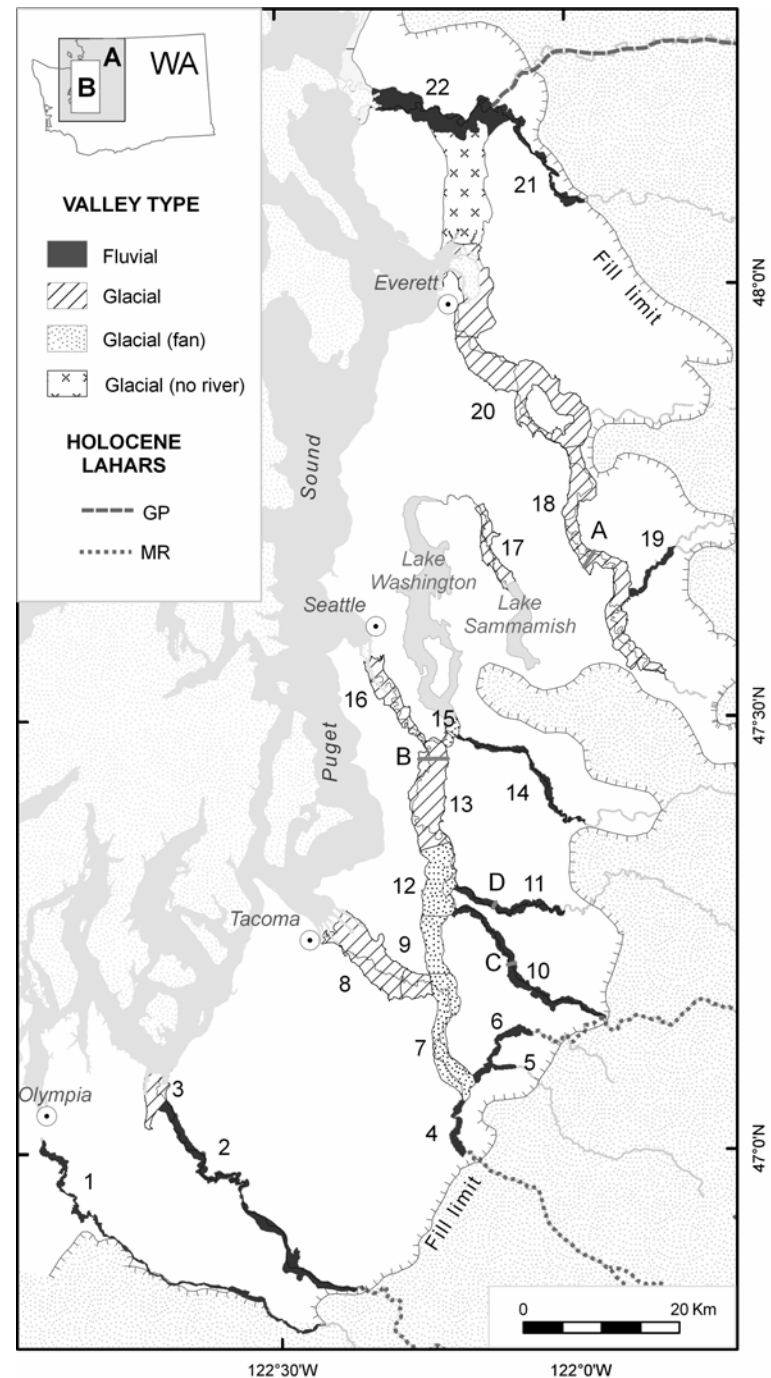 WA
A
B
VALLEY TYPE
Fluvial
Glacial
Glacial (fan)
Glacial (no river)
HOLOCENE
LAHARS
GP
MR
22
21
Fill limit
Everett
48°0'N
20
Sound
18
A
19
17
Lake
Washington
Seattle
Lake
Sammamish
16
15
47°30'N
B
Puget
13
14
12
D
11
Tacoma
9
C
10
8
6
7
5
Olympia
3
4
47°0'N
2
1
Fill limit
0
20 Km
122°30'W
122°0'W